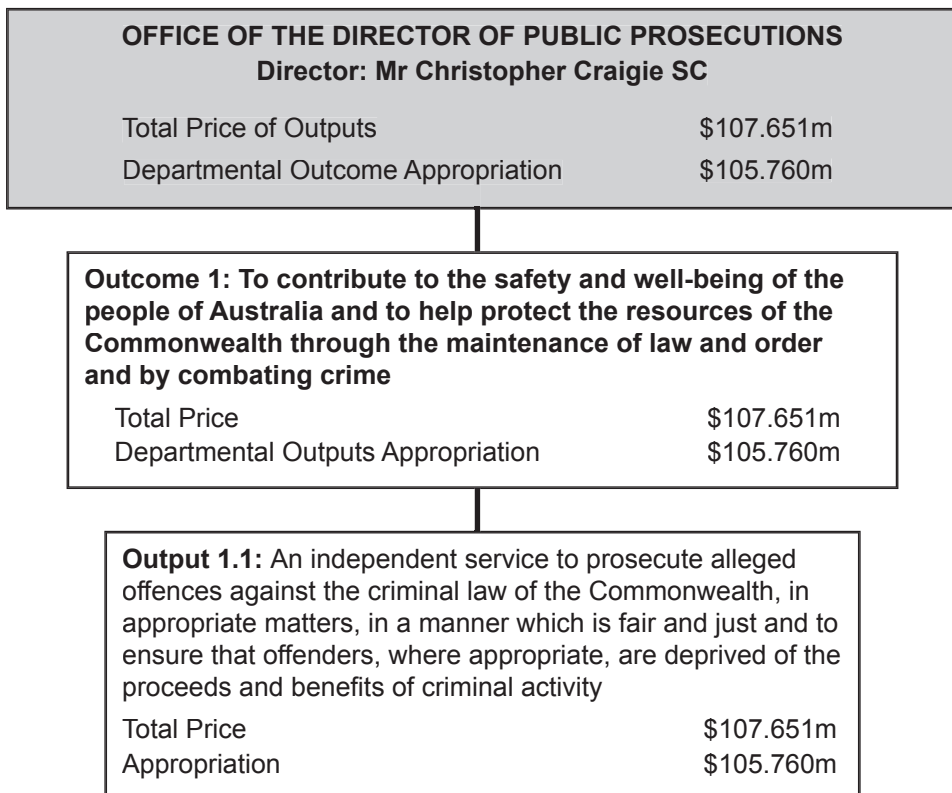 OFFICE OF THE DIRECTOR OF PUBLIC PROSECUTIONS
Director: Mr Christopher Craigie SC
Total Price of Outputs $107.651m
Departmental Outcome Appropriation $105.760m
Outcome 1: To contribute to the safety and well-being of the
people of Australia and to help protect the resources of the
Commonwealth through the maintenance of law and order
and by combating crime
Total Price $107.651m
Departmental Outputs Appropriation $105.760m
Output 1.1: An independent service to prosecute alleged
offences against the criminal law of the Commonwealth, in
appropriate matters, in a manner which is fair and just and to
ensure that offenders, where appropriate, are deprived of the
proceeds and benefits of criminal activity
Total Price $107.651m
Appropriation $105.760m